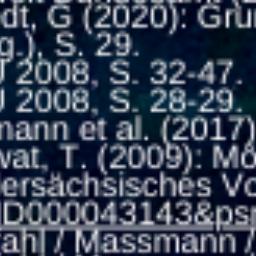 dt, G (2020): Gru
g.), S. 29.
J 2008, S. 32-47.
J 2008, S. 28-29.
mann et al. (2017)
wat, T. (2009): Mö
ersächsisches Vo
D000043143&ps
ahl / Massmann /